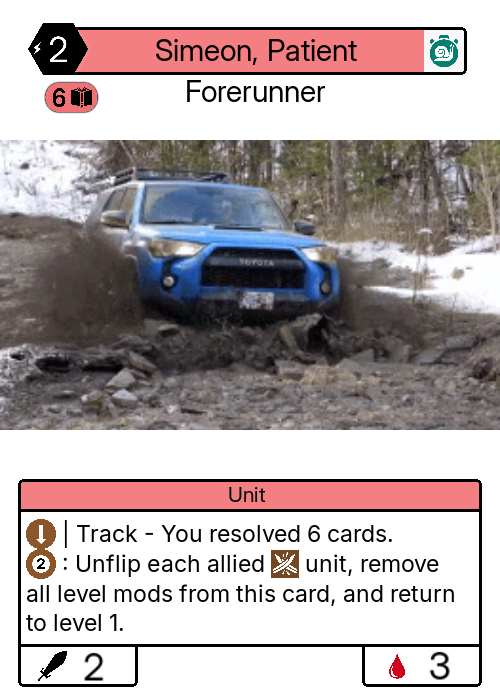 2
Simeon, Patient
Forerunner
6
TOYOTA
Unit
| Track - You resolved 6 cards.
2 : Unflip each allied unit, remove
all level mods from this card, and return
to level 1.
2
3